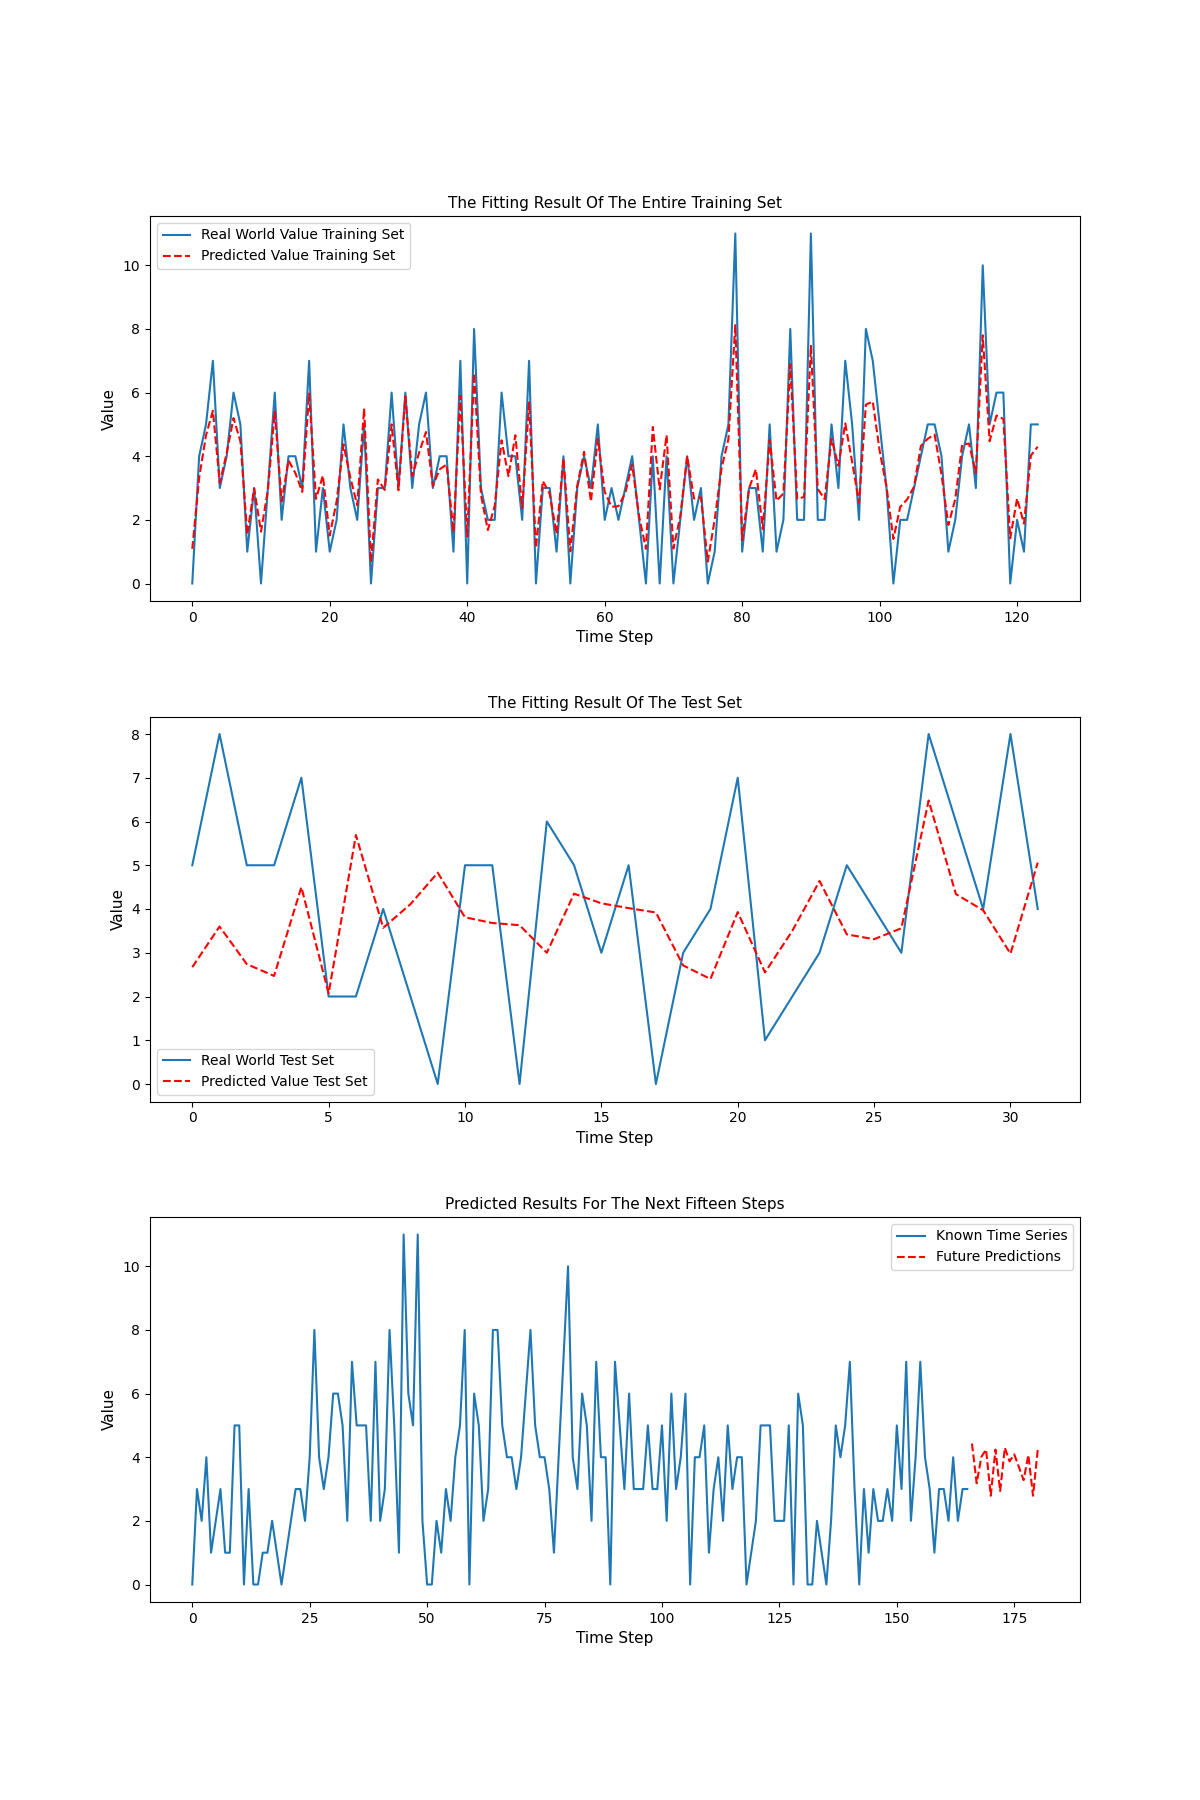 The Fitting Result Of The Entire Training Set
Real World Value Training Set
Predicted Value Training Set
Value
10
8
6
4
2
0
0 20 40 60 80 100 120
Time Step
The Fitting Result Of The Test Set
Value
8
7
6
5
4
3
2
1
0
Real World Test Set
Predicted Value Test Set
0 5 10 15 20 25 30
Time Step
Predicted Results For The Next Fifteen Steps
Known Time Series
Future Predictions
Value
10
8
6
4
2
0
0 25 50 75 100 125 150 175
Time Step